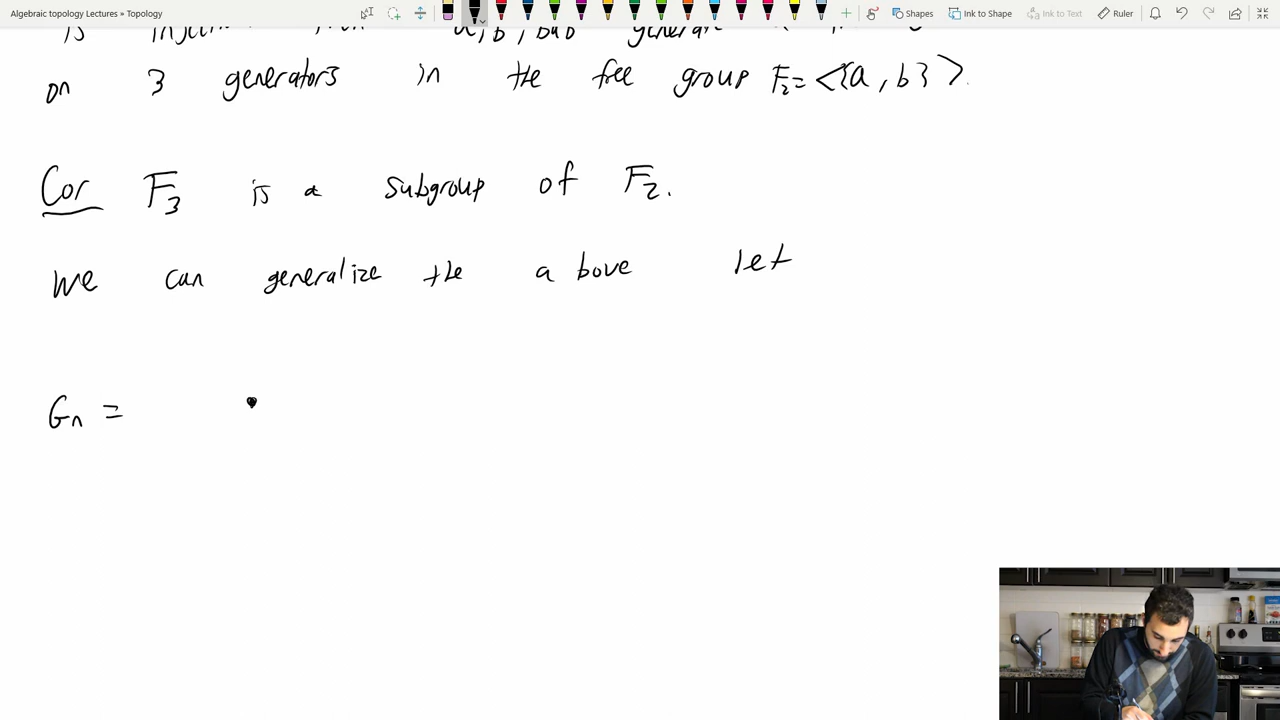 Algebraic topology Lectures » Topology
Shapes Ink to Shape Ink to Text Ruler
is
on 3 generators in the free group F₂=<{a,b}>.
Cor F₃ is a subgroup of F₂.
We can generalize the above let
Gn =